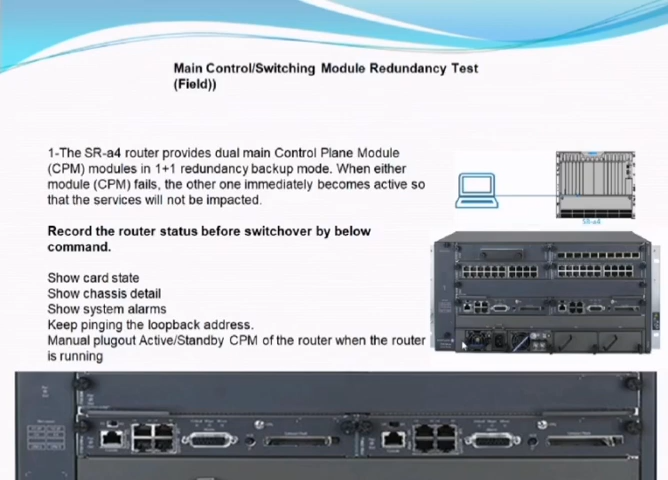 Main Control/Switching Module Redundancy Test
(Field))
1-The SR-a4 router provides dual main Control Plane Module
(CPM) modules in 1+1 redundancy backup mode. When either
module (CPM) fails, the other one immediately becomes active so
that the services will not be impacted.
Record the router status before switchover by below
command.
Show card state
Show chassis detail
Show system alarms
Keep pinging the loopback address.
Manual plugout Active/Standby CPM of the router when the router
is running
SR-a4